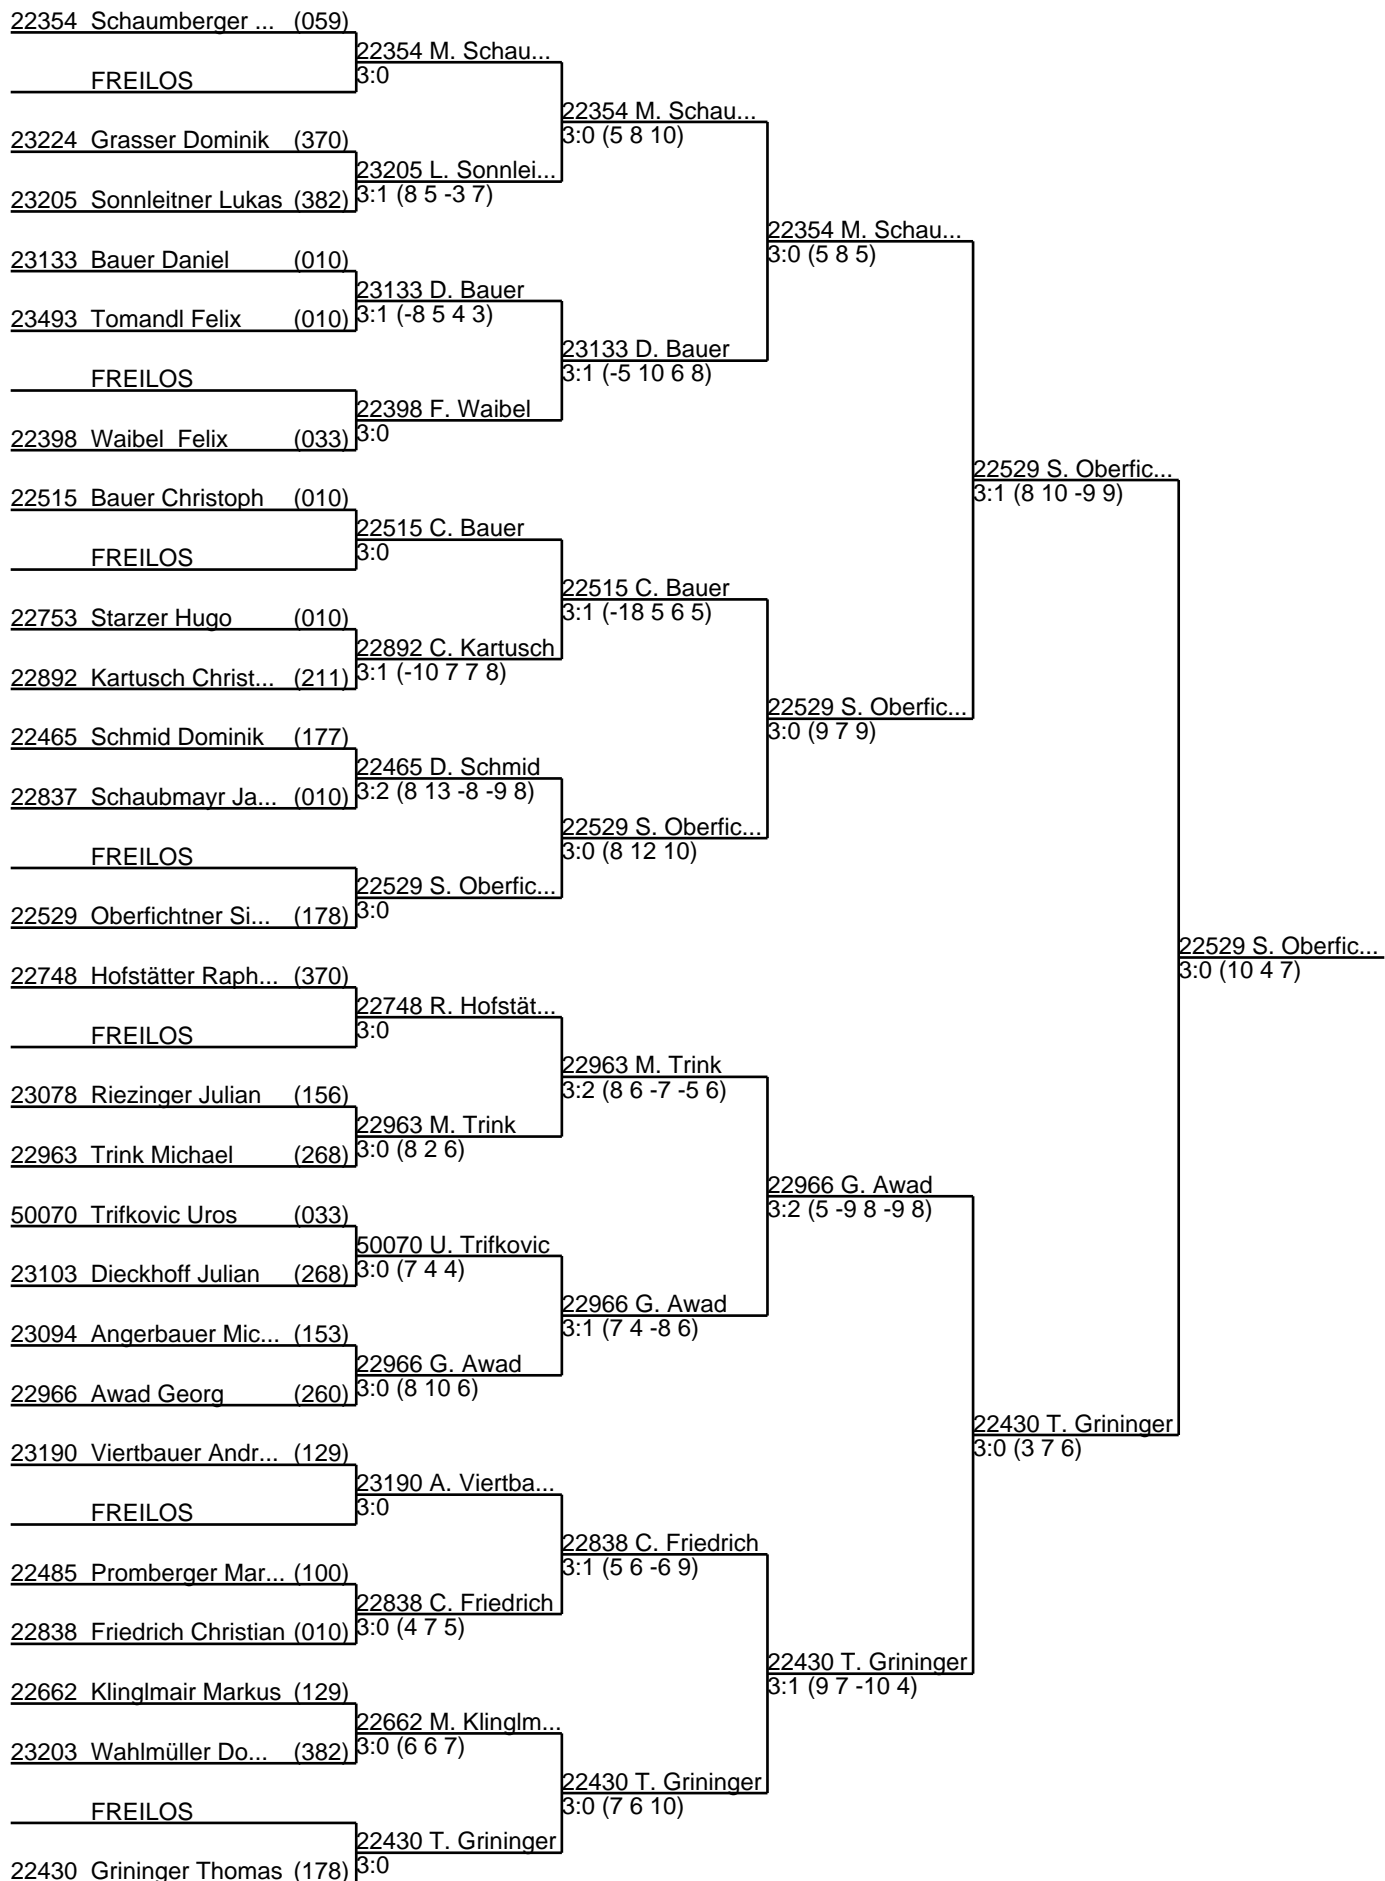 22354 Schaumberger ... (059)
FREILOS
23224 Grasser Dominik (370)
23205 Sonnleitner Lukas (382)
23133 Bauer Daniel (010)
23493 Tomandl Felix (010)
FREILOS
22398 Waibel Felix (033)
22515 Bauer Christoph (010)
FREILOS
22753 Starzer Hugo (010)
22892 Kartusch Christ... (211)
22465 Schmid Dominik (177)
22837 Schaubmayr Ja... (010)
FREILOS
22529 Oberfichtner Si... (178)
22748 Hofstätter Raph... (370)
FREILOS
23078 Riezinger Julian (156)
22963 Trink Michael (268)
50070 Trifkovic Uros (033)
23103 Dieckhoff Julian (268)
23094 Angerbauer Mic... (153)
22966 Awad Georg (260)
23190 Viertbauer Andr... (129)
FREILOS
22485 Promberger Mar... (100)
22838 Friedrich Christian (010)
22662 Klinglmair Markus (129)
23203 Wahlmüller Do... (382)
FREILOS
22430 Grininger Thomas (178)
22354 M. Schau...
3:0
23205 L. Sonnlei...
3:1 (8 5 -3 7)
23133 D. Bauer
3:1 (-8 5 4 3)
22398 F. Waibel
3:0
22515 C. Bauer
3:0
22892 C. Kartusch
3:1 (-10 7 7 8)
22465 D. Schmid
3:2 (8 13 -8 -9 8)
22529 S. Oberfic...
3:0
22748 R. Hofstät...
3:0
22963 M. Trink
3:0 (8 2 6)
50070 U. Trifkovic
3:0 (7 4 4)
22966 G. Awad
3:0 (8 10 6)
23190 A. Viertba...
3:0
22838 C. Friedrich
3:0 (4 7 5)
22662 M. Klinglm...
3:0 (6 6 7)
22430 T. Grininger
3:0
22354 M. Schau...
3:0 (5 8 10)
23133 D. Bauer
3:1 (-5 10 6 8)
22515 C. Bauer
3:1 (-18 5 6 5)
22529 S. Oberfic...
3:0 (8 12 10)
22963 M. Trink
3:2 (8 6 -7 -5 6)
22966 G. Awad
3:1 (7 4 -8 6)
22838 C. Friedrich
3:1 (5 6 -6 9)
22430 T. Grininger
3:0 (7 6 10)
22354 M. Schau...
3:0 (5 8 5)
22529 S. Oberfic...
3:0 (9 7 9)
22966 G. Awad
3:2 (5 -9 8 -9 8)
22430 T. Grininger
3:1 (9 7 -10 4)
22529 S. Oberfic...
3:1 (8 10 -9 9)
22430 T. Grininger
3:0 (3 7 6)
22529 S. Oberfic...
3:0 (10 4 7)